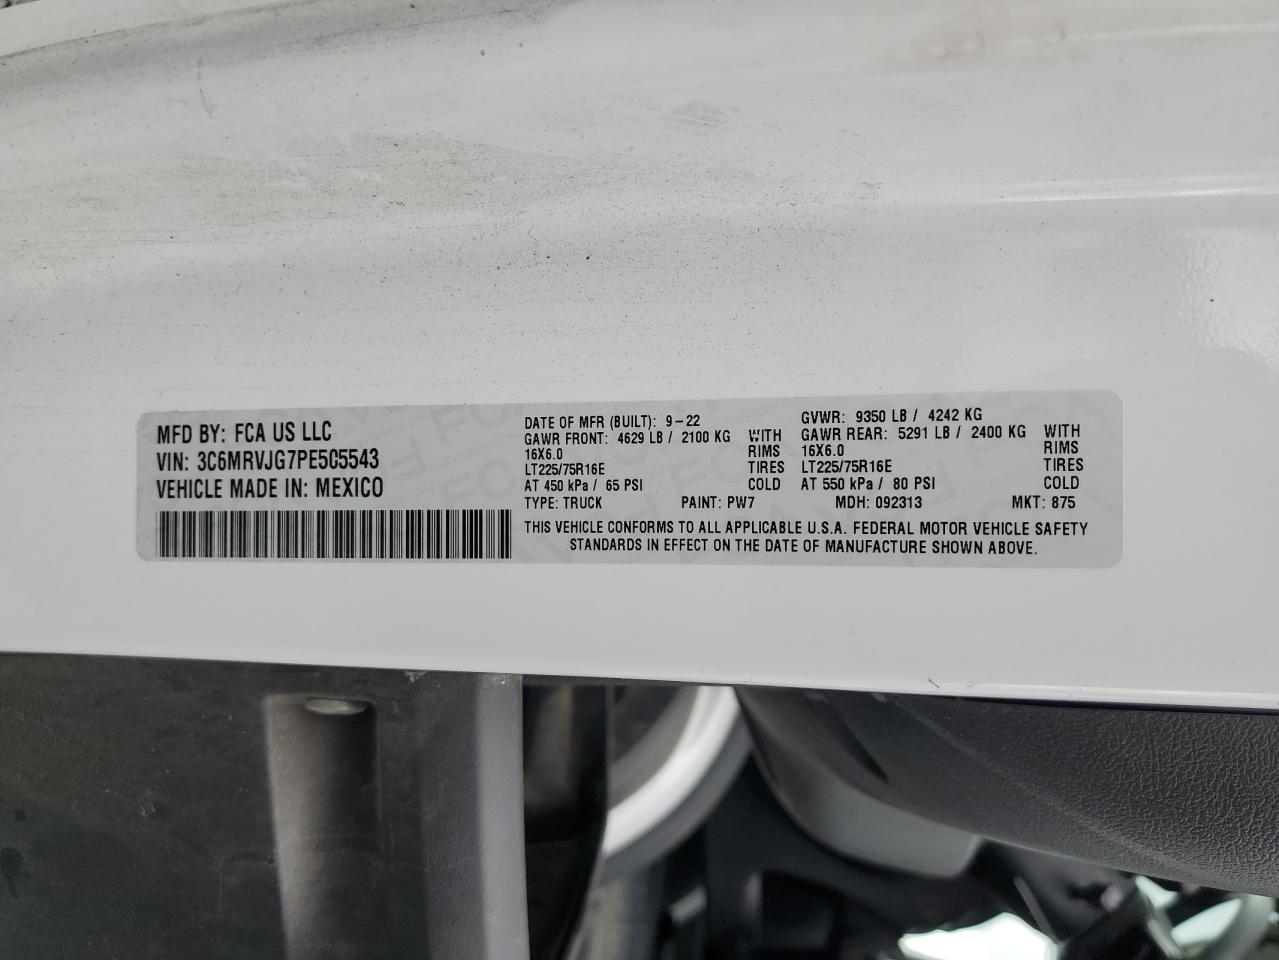 MFD BY: FCA US LLC
VIN: 3C6MRVJG7PE505543
VEHICLE MADE IN: MEXICO
DATE OF MFR (BUILT): 9-22
GAWR FRONT: 4629 LB / 2100 KG WITH
16X6.0 RIMS
LT225/75R16E TIRES
AT 450 kPa / 65 PSI COLD
TYPE: TRUCK PAINT: PW7
GVWR: 9350 LB / 4242 KG
GAWR REAR: 5291 LB / 2400 KG WITH
16X6.0 RIMS
LT225/75R16E TIRES
AT 550 kPa / 80 PSI COLD
MDH: 092313 MKT: 875
THIS VEHICLE CONFORMS TO ALL APPLICABLE U.S.A. FEDERAL MOTOR VEHICLE SAFETY
STANDARDS IN EFFECT ON THE DATE OF MANUFACTURE SHOWN ABOVE.